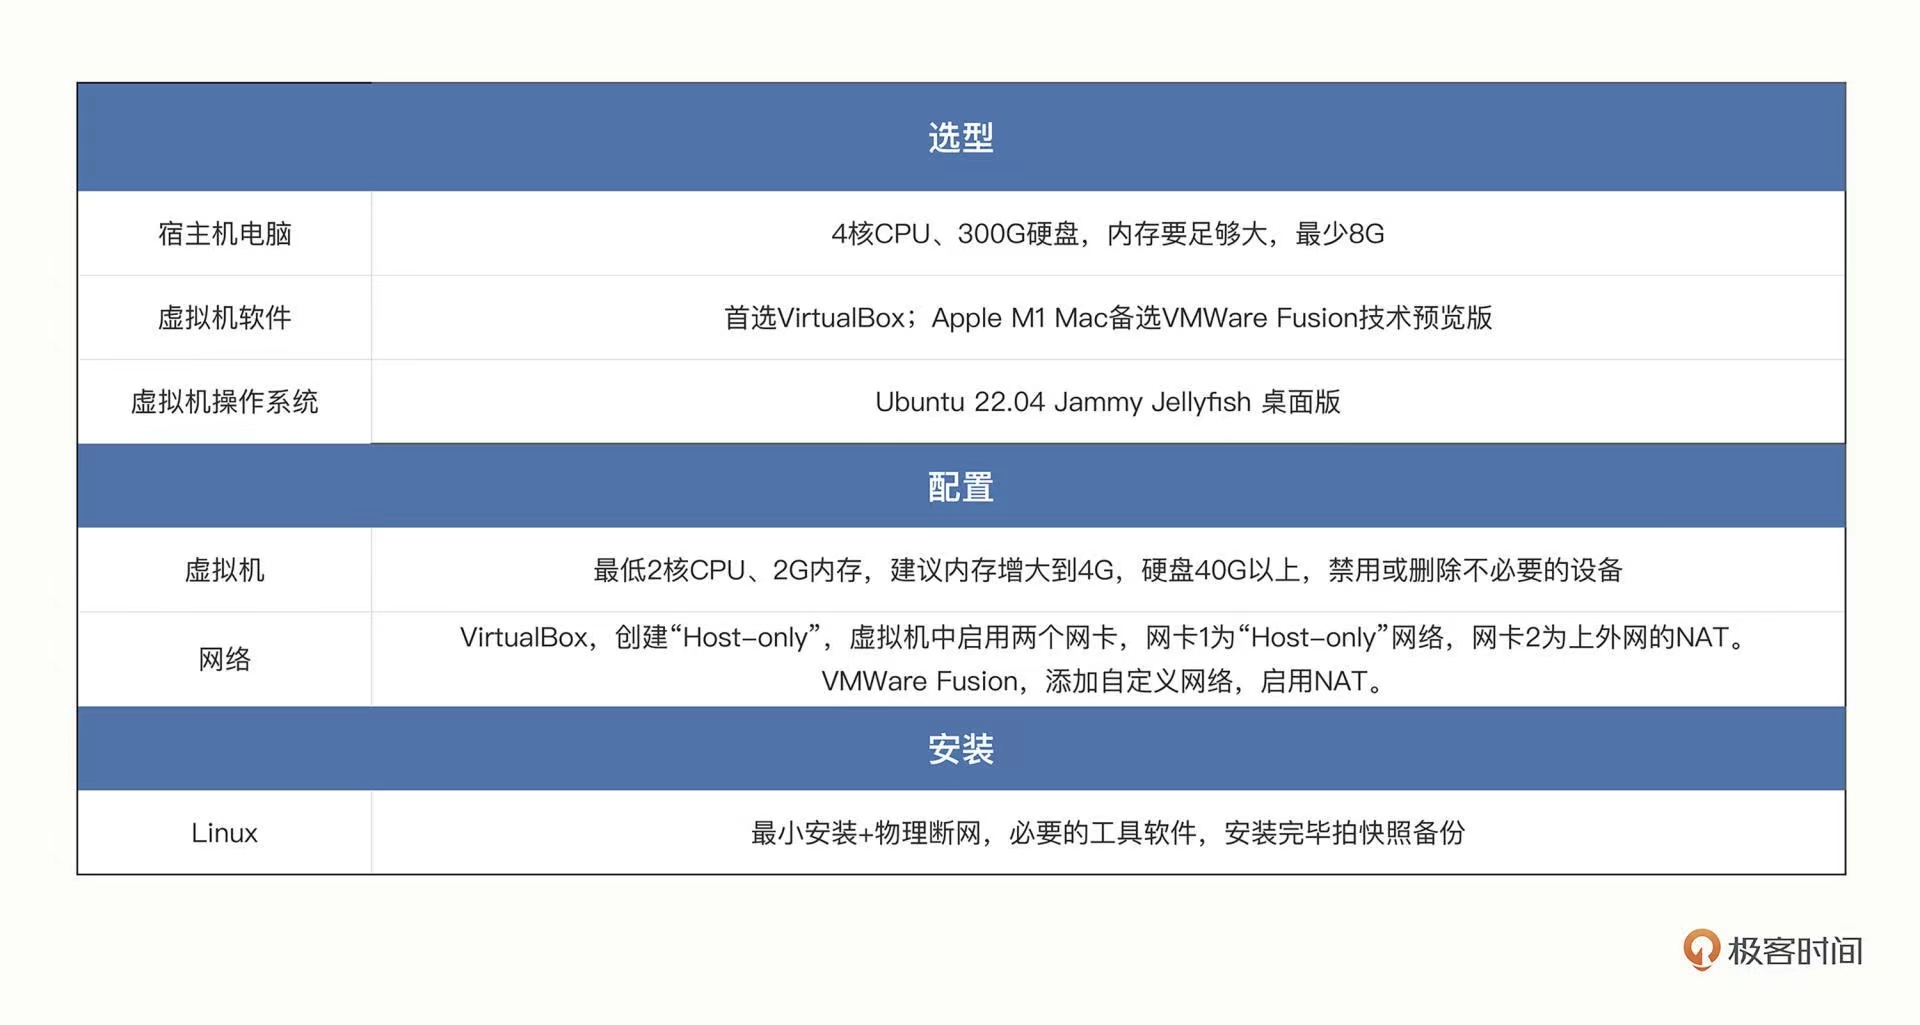 选型
宿主机电脑
4核CPU、300G硬盘，内存要足够大，最少8G
虚拟机软件
首选VirtualBox；Apple M1 Mac备选VMWare Fusion技术预览版
虚拟机操作系统
Ubuntu 22.04 Jammy Jellyfish 桌面版
配置
虚拟机
最低2核CPU、2G内存，建议内存增大到4G，硬盘40G以上，禁用或删除不必要的设备
网络
VirtualBox，创建“Host-only”，虚拟机中启用两个网卡，网卡1为“Host-only”网络，网卡2为上外网的NAT。
VMWare Fusion，添加自定义网络，启用NAT。
安装
Linux
最小安装+物理断网，必要的工具软件，安装完毕拍快照备份
极客时间